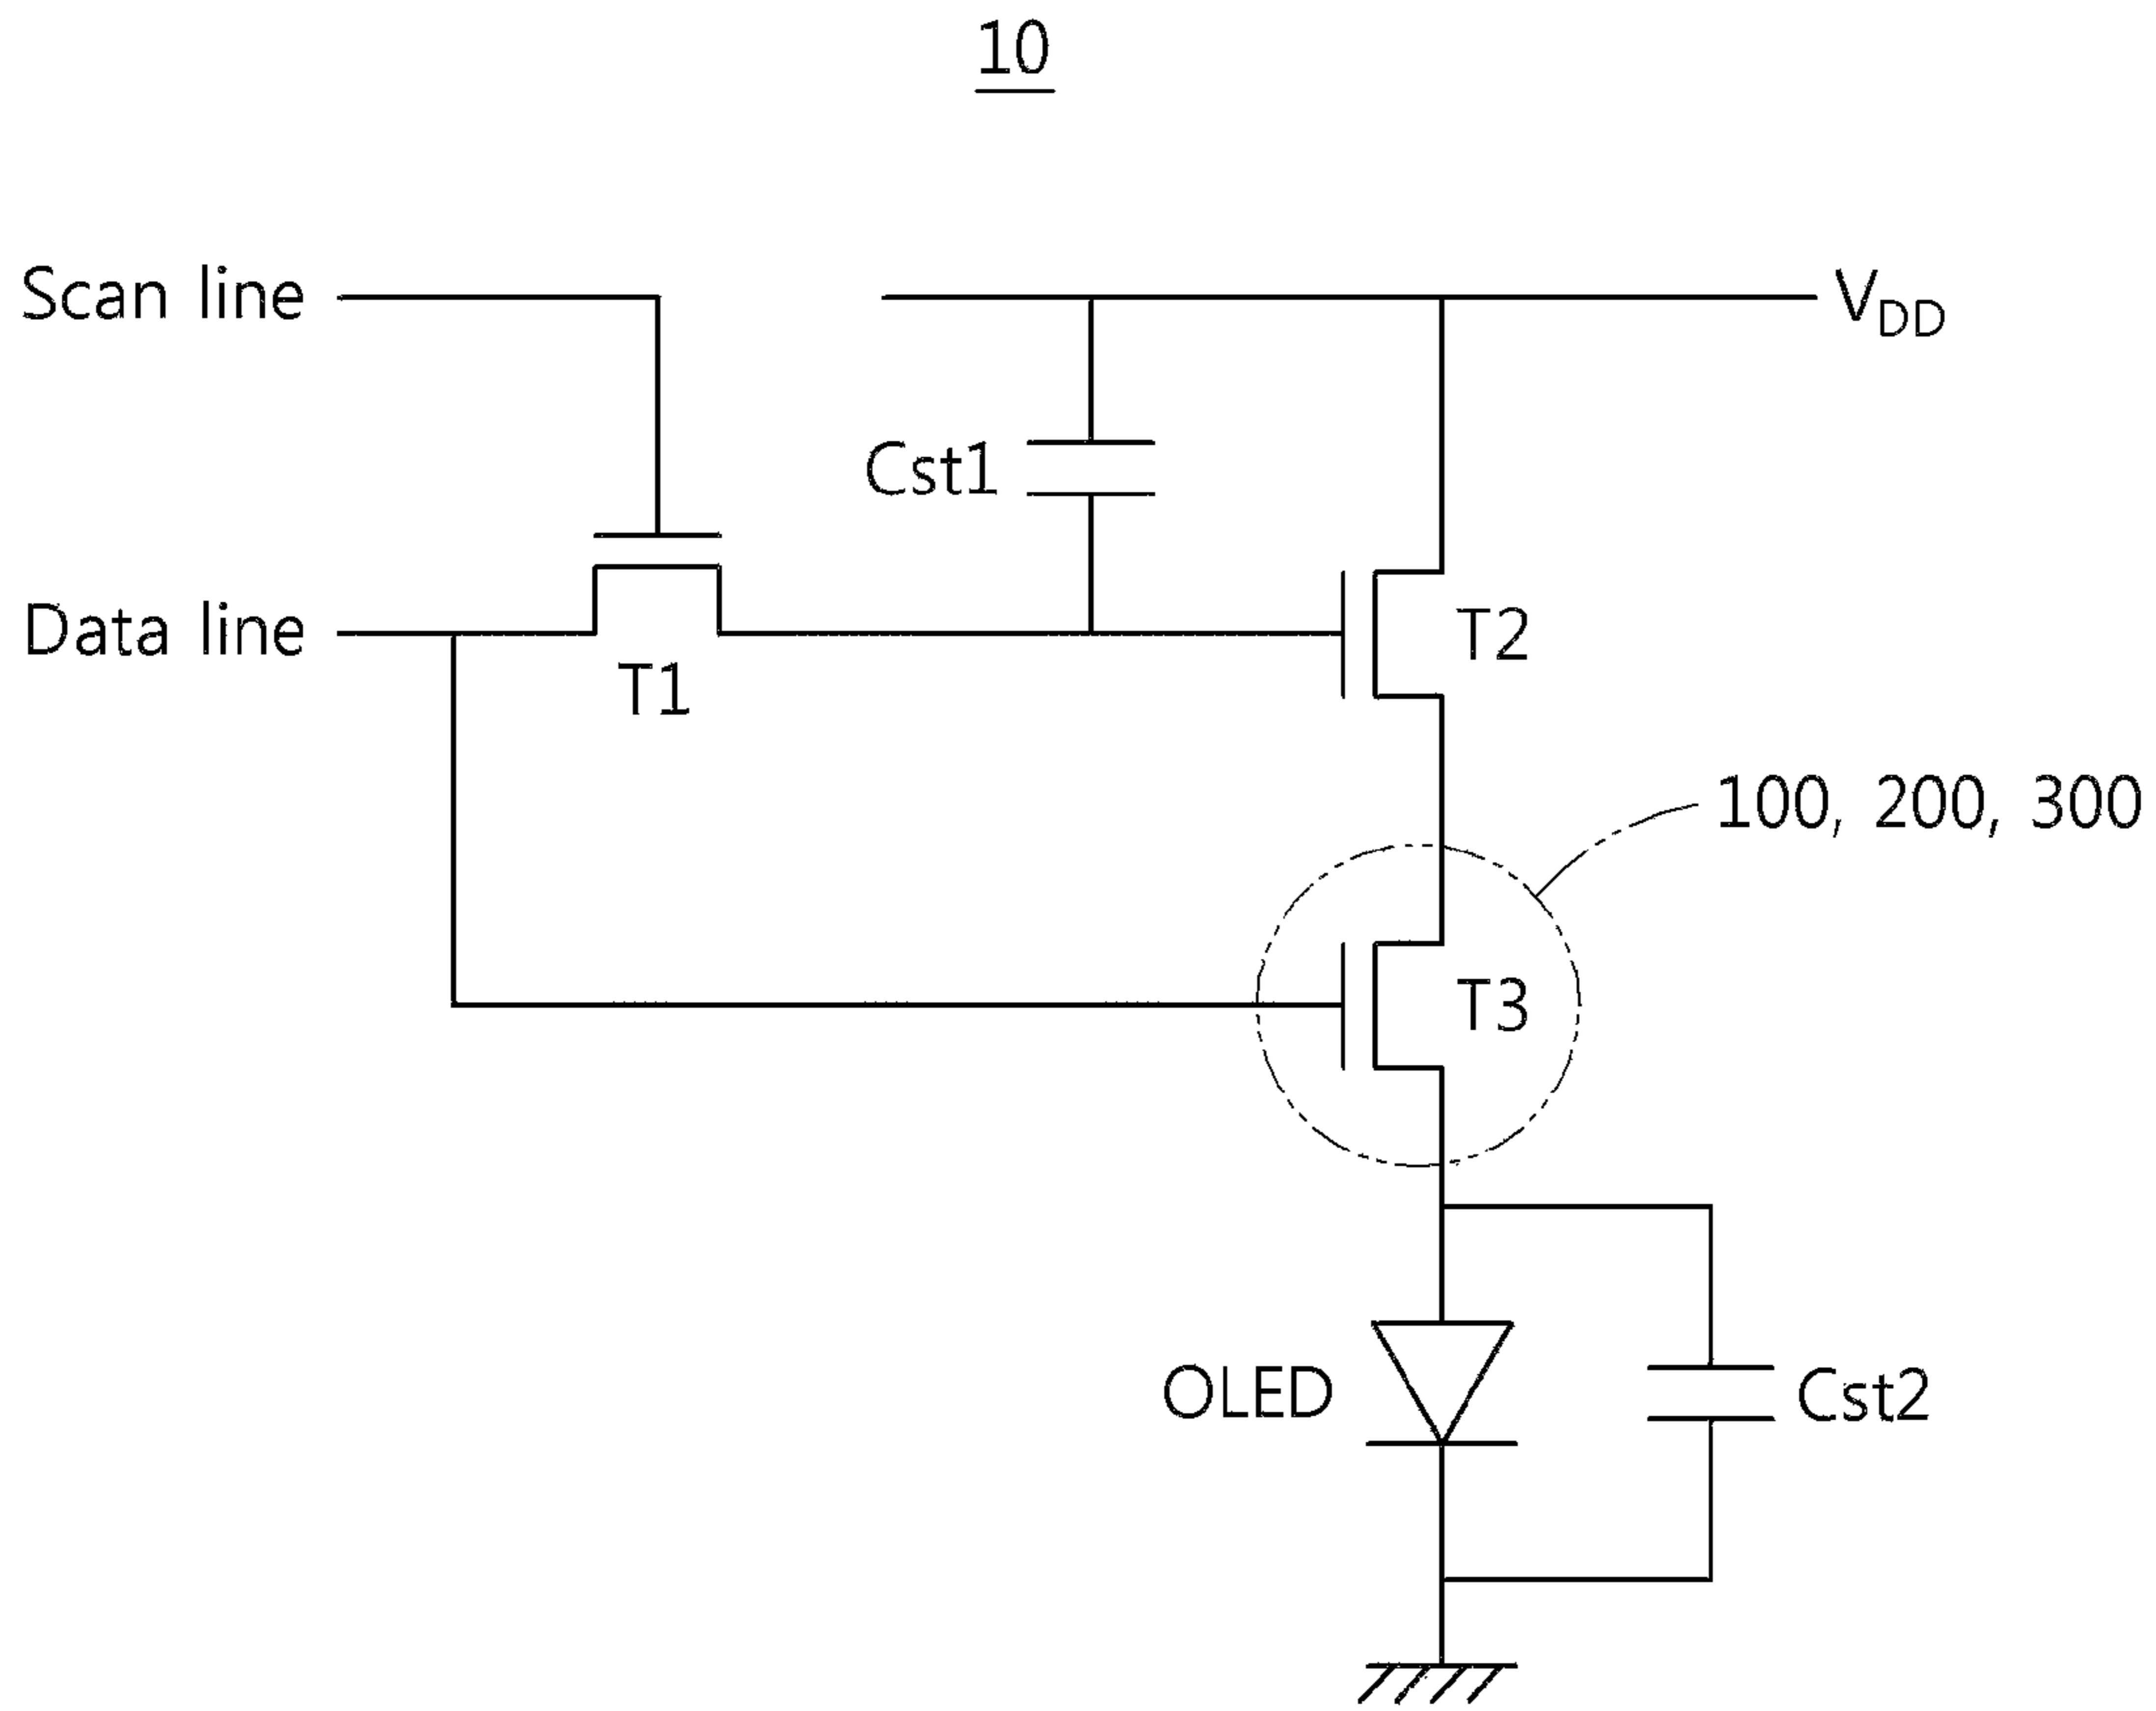 10
Scan line
V_DD
Cst1
Data line
T2
T1
100, 200, 300
T3
OLED
Cst2